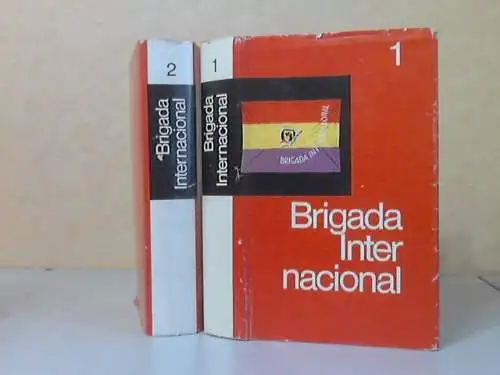 2
Brigada
Internacional
1
Brigada
Internacional
1
BRIGADA INTERNACIONAL
Brigada
Inter
nacional